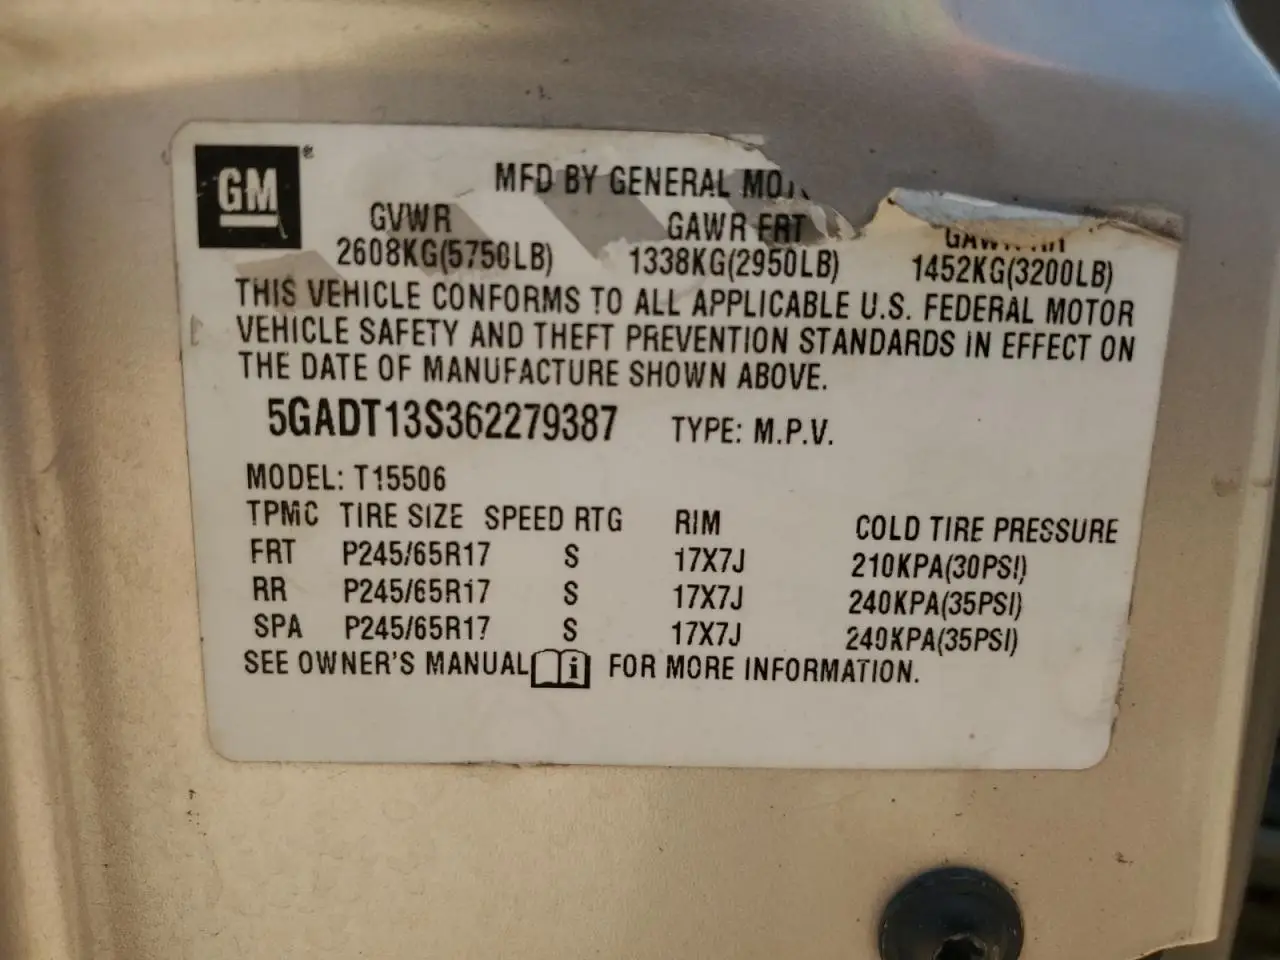 GM
MFD BY GENERAL
GVWR GAWR FRT GAWR RR
2608KG(5750LB) 1338KG(2950LB) 1452KG(3200LB)
THIS VEHICLE CONFORMS TO ALL APPLICABLE U.S. FEDERAL MOTOR
VEHICLE SAFETY AND THEFT PREVENTION STANDARDS IN EFFECT ON
THE DATE OF MANUFACTURE SHOWN ABOVE.
5GADT13S362279387 TYPE: M.P.V.
MODEL: T15506
TPMC TIRE SIZE SPEED RTG RIM COLD TIRE PRESSURE
FRT P245/65R17 S 17X7J 210KPA(30PSI)
RR P245/65R17 S 17X7J 240KPA(35PSI)
SPA P245/65R17 S 17X7J 240KPA(35PSI)
SEE OWNER'S MANUAL FOR MORE INFORMATION.